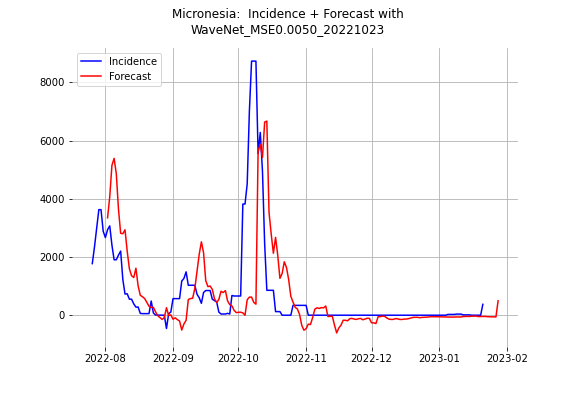 Micronesia:  Incidence + Forecast with
WaveNet_MSE0.0050_20221023
Incidence
Forecast
8000
6000
4000
2000
0
2022-08 2022-09 2022-10 2022-11 2022-12 2023-01 2023-02